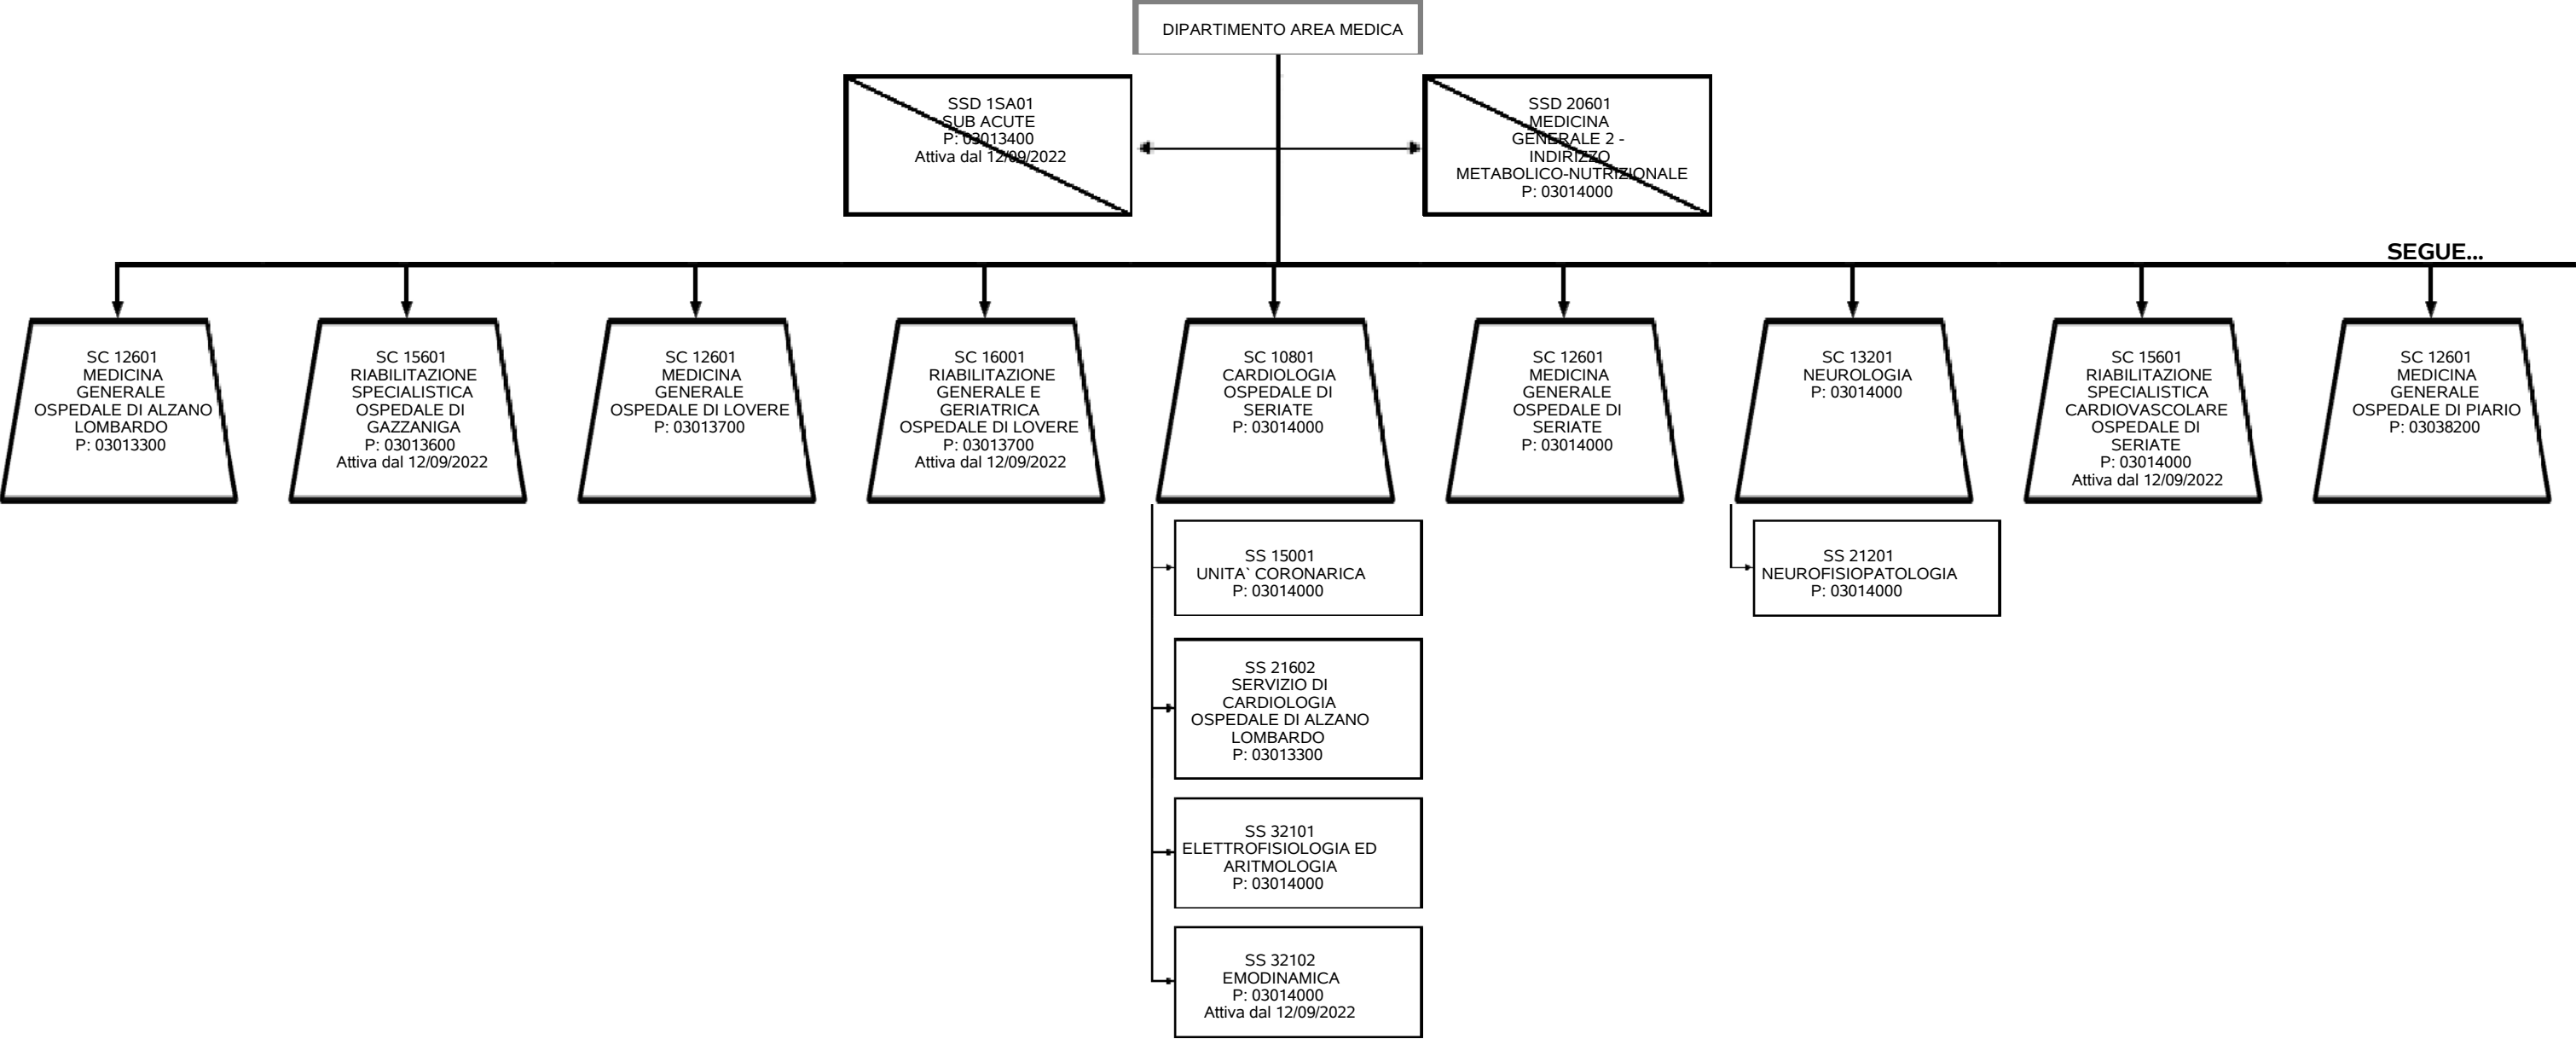 DIPARTIMENTO AREA MEDICA
SSD 1SA01
SUB ACUTE
P: 03013400
Attiva dal 12/09/2022
SSD 20601
MEDICINA
GENERALE 2 -
INDIRIZZO
METABOLICO-NUTRIZIONALE
P: 03014000
SEGUE...
SC 12601
MEDICINA
GENERALE
OSPEDALE DI ALZANO
LOMBARDO
P: 03013300
SC 15601
RIABILITAZIONE
SPECIALISTICA
OSPEDALE DI
GAZZANIGA
P: 03013600
Attiva dal 12/09/2022
SC 12601
MEDICINA
GENERALE
OSPEDALE DI LOVERE
P: 03013700
SC 16001
RIABILITAZIONE
GENERALE E
GERIATRICA
OSPEDALE DI LOVERE
P: 03013700
Attiva dal 12/09/2022
SC 10801
CARDIOLOGIA
OSPEDALE DI
SERIATE
P: 03014000
SC 12601
MEDICINA
GENERALE
OSPEDALE DI
SERIATE
P: 03014000
SC 13201
NEUROLOGIA
P: 03014000
SC 15601
RIABILITAZIONE
SPECIALISTICA
CARDIOVASCOLARE
OSPEDALE DI
SERIATE
P: 03014000
Attiva dal 12/09/2022
SC 12601
MEDICINA
GENERALE
OSPEDALE DI PIARIO
P: 03038200
SS 15001
UNITA` CORONARICA
P: 03014000
SS 21602
SERVIZIO DI
CARDIOLOGIA
OSPEDALE DI ALZANO
LOMBARDO
P: 03013300
SS 32101
ELETTROFISIOLOGIA ED
ARITMOLOGIA
P: 03014000
SS 32102
EMODINAMICA
P: 03014000
Attiva dal 12/09/2022
SS 21201
NEUROFISIOPATOLOGIA
P: 03014000